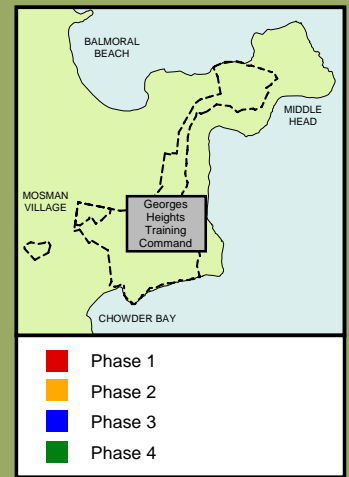 BALMORAL
BEACH
MIDDLE
HEAD
MOSMAN
VILLAGE
Georges
Heights
Training
Command
CHOWDER BAY
Phase 1
Phase 2
Phase 3
Phase 4